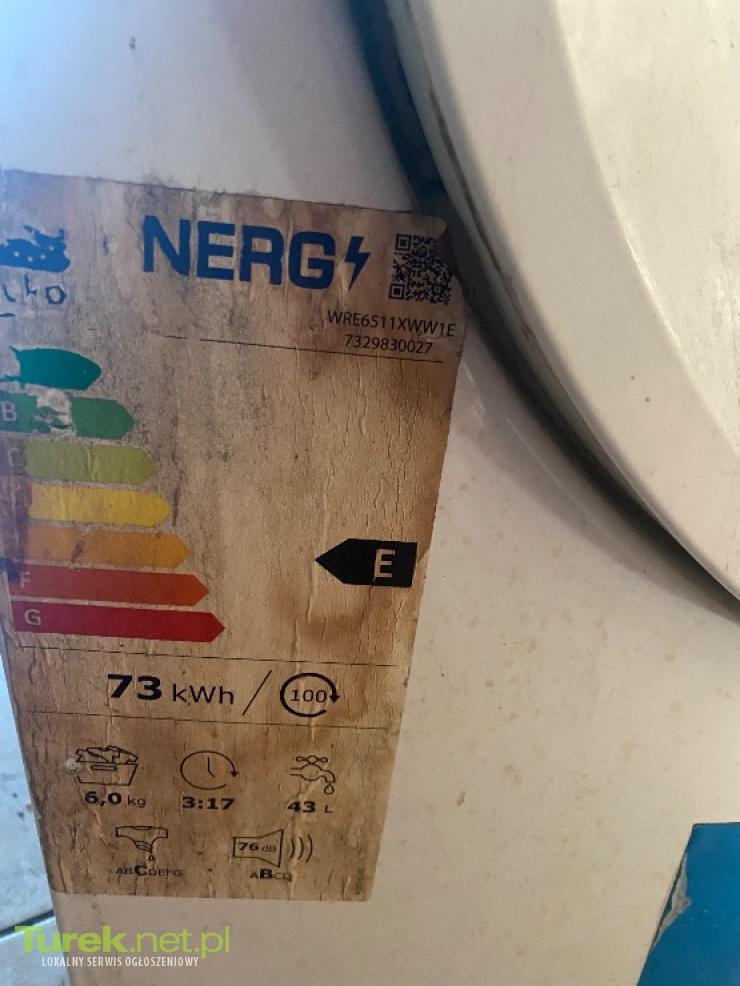 NERG
WRE6511XWW1E
7329830027
B
C
E
F
G
73 kWh / 100
6,0 kg
3:17
43 L
ABCDEFG
76 dB
ABCD
Turek.net.pl
LOKALNY SERWIS OGŁOSZENIOWY